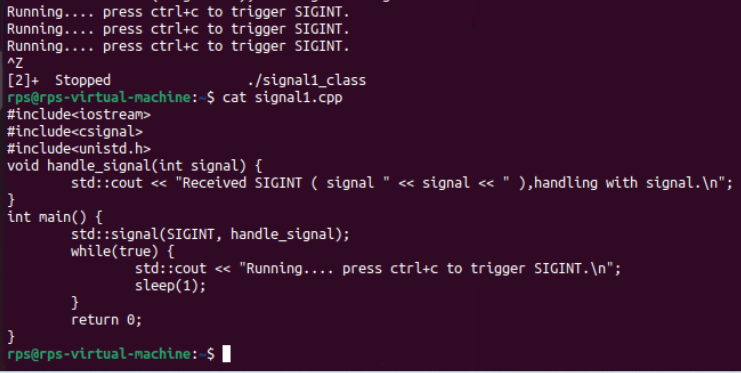 Running.... press ctrl+c to trigger SIGINT.
Running.... press ctrl+c to trigger SIGINT.
Running.... press ctrl+c to trigger SIGINT.
^Z
[2]+  Stopped                 ./signal1_class
rps@rps-virtual-machine:~$ cat signal1.cpp
#include<iostream>
#include<csignal>
#include<unistd.h>
void handle_signal(int signal) {
        std::cout << "Received SIGINT ( signal " << signal << " ),handling with signal.\n";
}
int main() {
        std::signal(SIGINT, handle_signal);
        while(true) {
                std::cout << "Running.... press ctrl+c to trigger SIGINT.\n";
                sleep(1);
        }
        return 0;
}
rps@rps-virtual-machine:~$